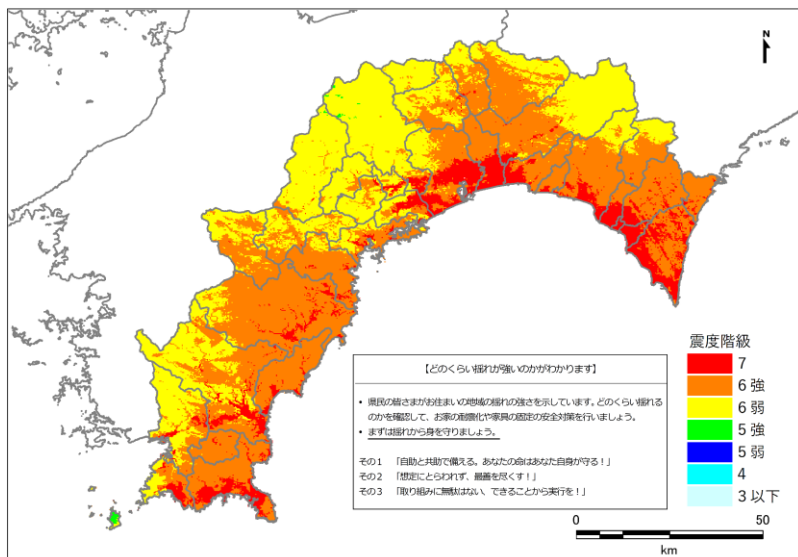 N
【どのくらい揺れが強いのかがわかります】
• 県民の皆さまがお住まいの地域の揺れの強さを示しています。どのくらい揺れる
のかを確認して、お家の耐震化や家具の固定の安全対策を行いましょう。
• まずは揺れから身を守りましょう。
その1 「自助と共助で備える。あなたの命はあなた自身が守る!」
その2 「想定にとらわれず、最善を尽くす!」
その3 「取り組みに無駄はない、できることから実行を!」
震度階級
7
6 強
6 弱
5 強
5 弱
4
3 以下
0 50
km